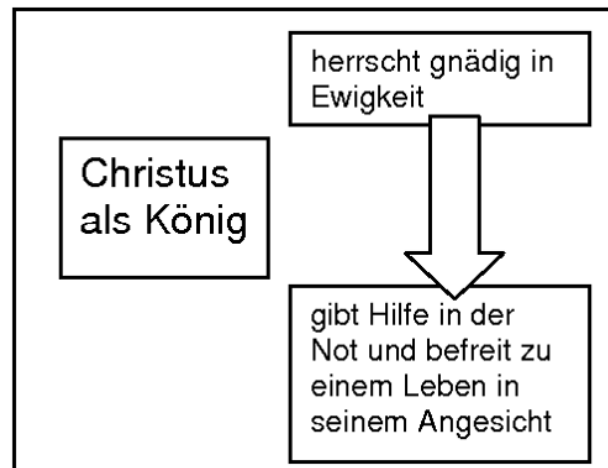 herrscht gnädig in
Ewigkeit
Christus
als König
gibt Hilfe in der
Not und befreit zu
einem Leben in
seinem Angesicht